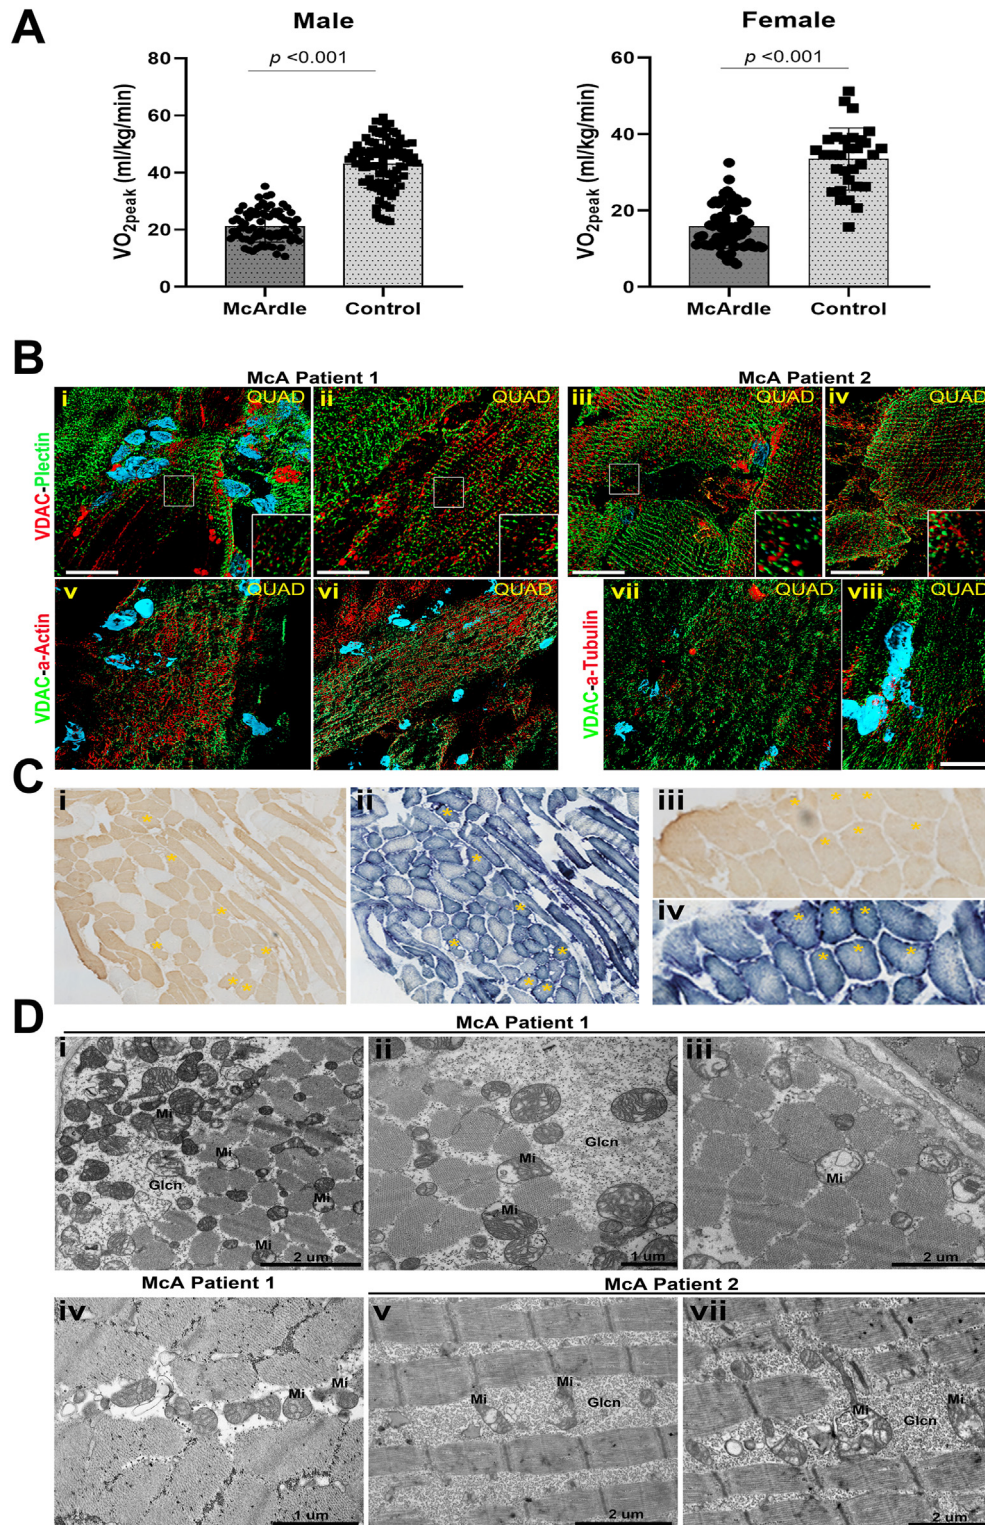 A
Male
p <0.001
VO2peak (ml/kg/min)
80
60
40
20
0
McArdle
Control
Female
p <0.001
VO2peak (ml/kg/min)
60
40
20
0
McArdle
Control
B
McA Patient 1
McA Patient 2
VDAC-Plectin
i
QUAD
ii
QUAD
iii
QUAD
iv
QUAD
VDAC-a-Actin
v
QUAD
vi
QUAD
VDAC-a-Tubulin
vii
QUAD
viii
QUAD
C
i
ii
iii
iv
* * * * * * *
* * * * * * * *
* * * * * *
* * * * * *
D
McA Patient 1
i
Mi
Mi
Glcn
Mi
Mi
2 um
ii
Glcn
Mi
Mi
1 um
iii
Mi
2 um
McA Patient 1
McA Patient 2
iv
Mi
Mi
1 um
v
Mi
Mi
Glcn
2 um
vii
Mi
Mi
Glcn
2 um